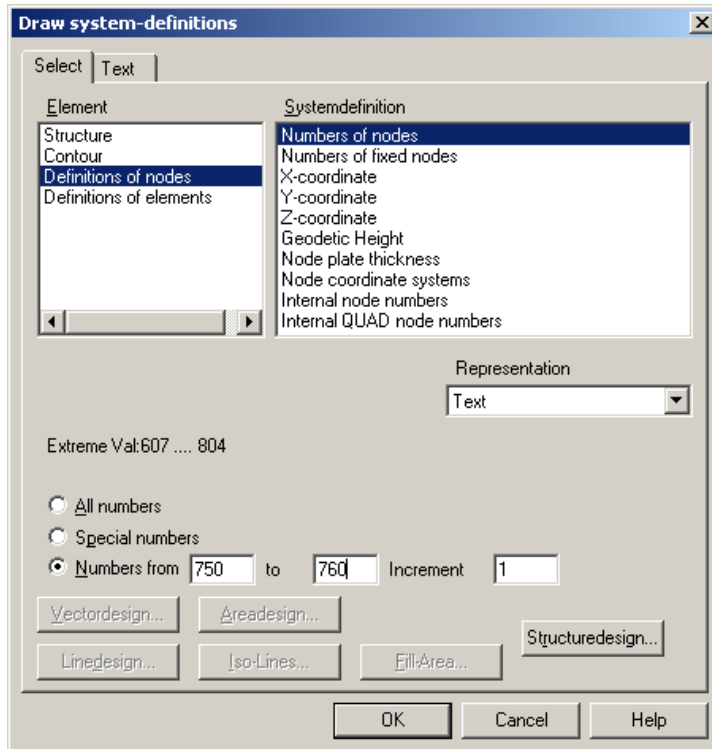 Draw system-definitions
Select Text
Element
Structure
Contour
Definitions of nodes
Definitions of elements
Systemdefinition
Numbers of nodes
Numbers of fixed nodes
X-coordinate
Y-coordinate
Z-coordinate
Geodetic Height
Node plate thickness
Node coordinate systems
Internal node numbers
Internal QUAD node numbers
Representation
Text
Extreme Val:607 .... 804
All numbers
Special numbers
Numbers from 750 to 760 Increment 1
Vectordesign... Areadesign...
Structuredesign...
Linedesign... Iso-Lines... Fill-Area...
OK Cancel Help